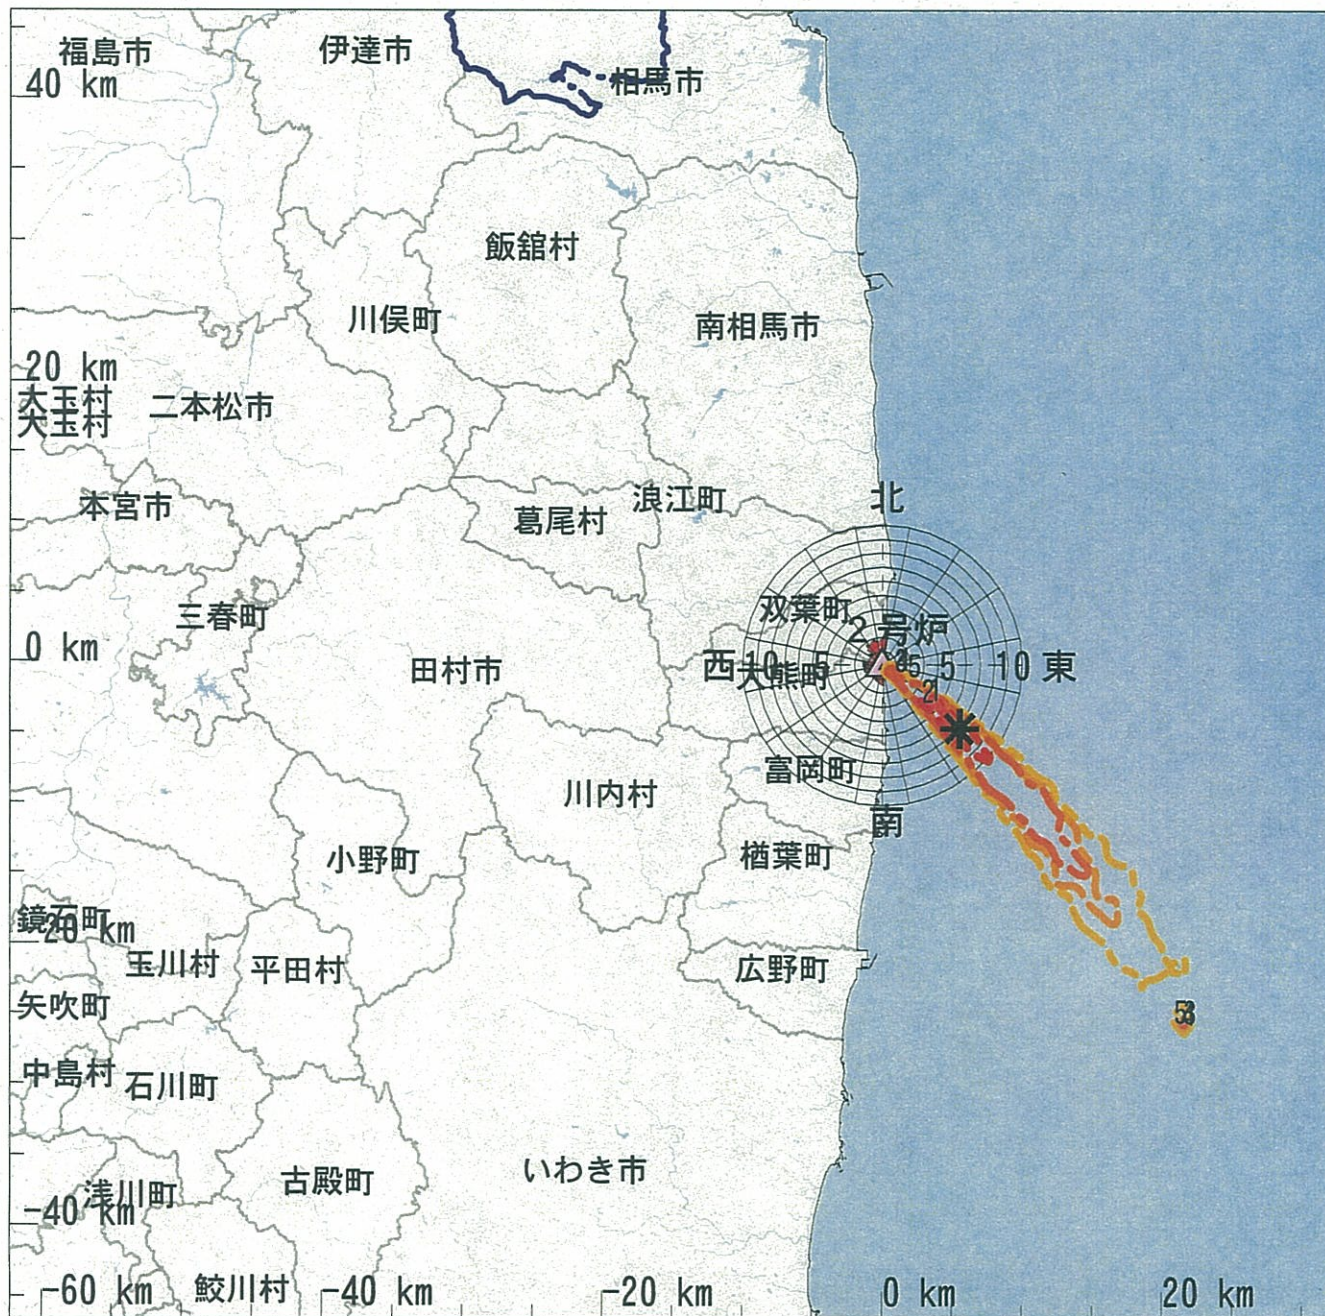 福島市
伊達市
相馬市
40 km
飯舘村
川俣町
南相馬市
20 km
大玉村
大玉村
二本松市
本宮市
葛尾村
浪江町
北
三春町
双葉町
2号炉
0 km
田村市
西
10
5
大熊町
5
10
東
21
富岡町
川内村
南
小野町
楢葉町
鏡石町
-20 km
玉川村
平田村
広野町
矢吹町
中島村
石川町
いわき市
古殿町
浅川町
-40 km
-60 km
鮫川村
-40 km
-20 km
0 km
20 km